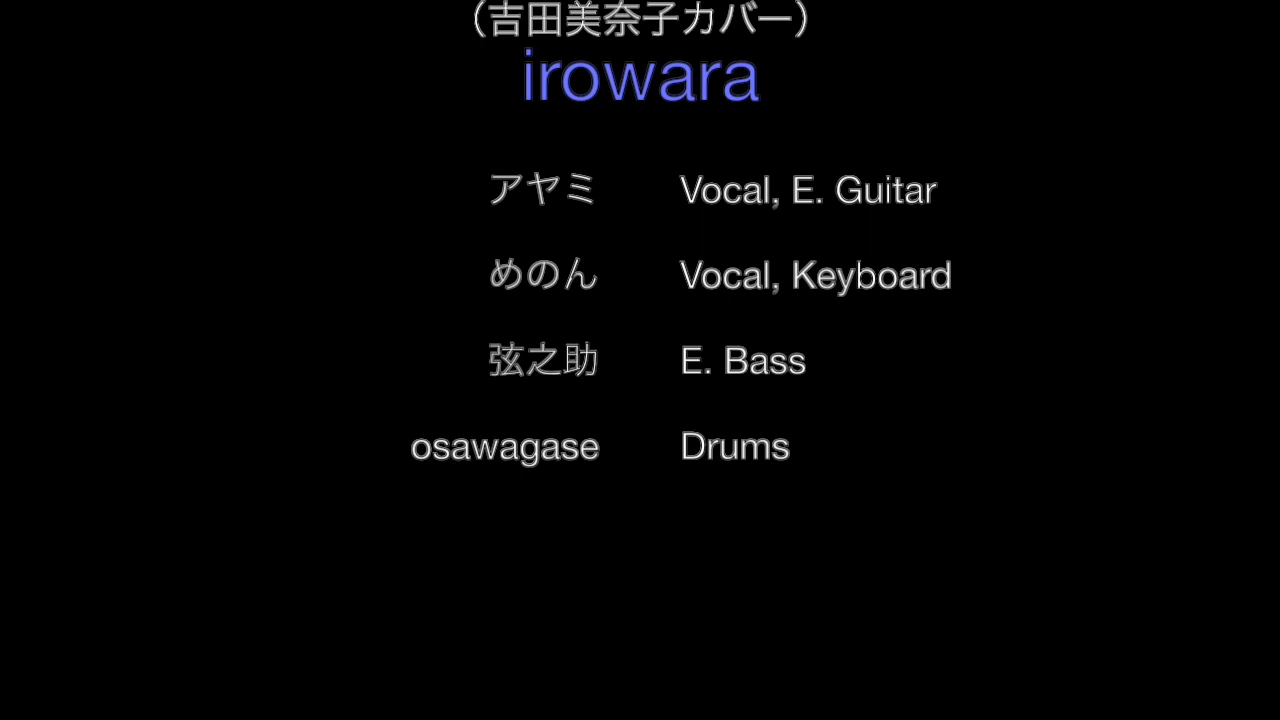 （吉田美奈子カバー）
irowara
アヤミ Vocal, E. Guitar
めのん Vocal, Keyboard
弦之助 E. Bass
osawagase Drums